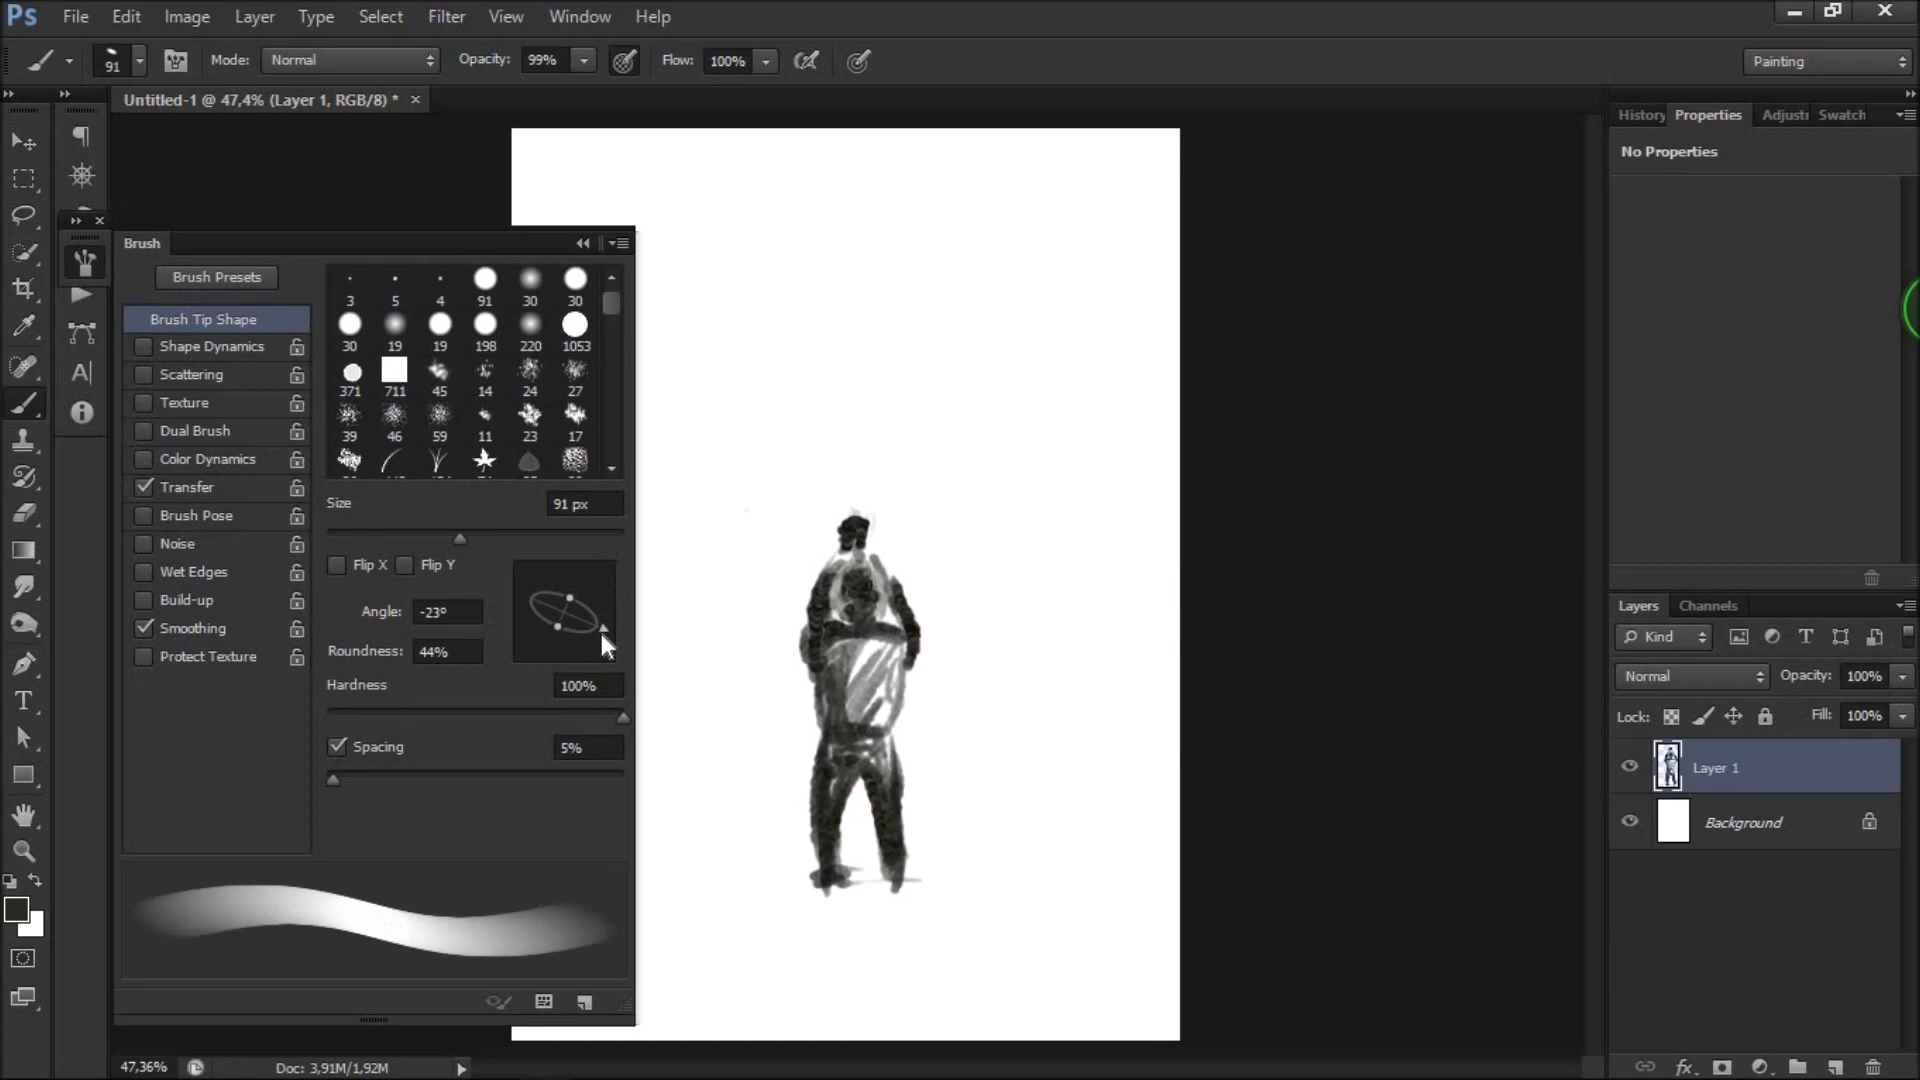 Ps File Edit Image Layer Type Select Filter View Window Help
91 Mode: Normal Opacity: 99% Flow: 100% Painting
Untitled-1 @ 47,4% (Layer 1, RGB/8) * ×
History Properties Adjust Swatch
No Properties
Brush
Brush Presets
Brush Tip Shape
Shape Dynamics
Scattering
Texture
Dual Brush
Color Dynamics
Transfer
Brush Pose
Noise
Wet Edges
Build-up
Smoothing
Protect Texture
3 5 4 91 30 30
30 19 19 198 220 1053
371 711 45 14 24 27
39 46 59 11 23 17
Size 91 px
Flip X Flip Y
Angle: -23º
Roundness: 44%
Hardness 100%
Spacing 5%
Layers Channels
Kind
Normal Opacity: 100%
Lock: Fill: 100%
Layer 1
Background
47,36% Doc: 3,91M/1,92M